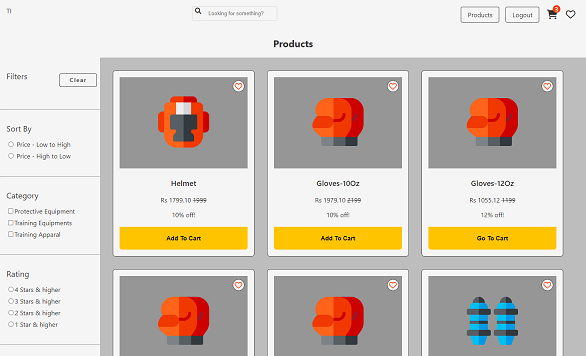 TI
Looking for something?
Products
Logout
Products
Filters
Clear
Sort By
Price - Low to High
Price - High to Low
Category
Protective Equipment
Training Equipments
Training Apparal
Rating
4 Stars & higher
3 Stars & higher
2 Stars & higher
1 Star & higher
Helmet
Rs 1799.10 1999
10% off!
Add To Cart
Gloves-10Oz
Rs 1979.10 2199
10% off!
Add To Cart
Gloves-12Oz
Rs 1055.12 1199
12% off!
Go To Cart